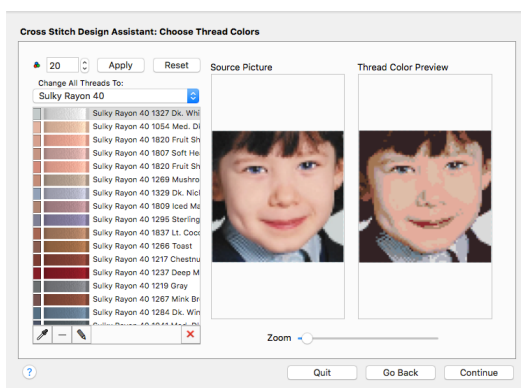 Cross Stitch Design Assistant: Choose Thread Colors
20
Apply
Reset
Change All Threads To:
Sulky Rayon 40
Source Picture
Thread Color Preview
Sulky Rayon 40 1327 Dk. Whi
Sulky Rayon 40 1054 Med. Dk
Sulky Rayon 40 1820 Fruit Sh
Sulky Rayon 40 1807 Soft Hea
Sulky Rayon 40 1820 Fruit Sh
Sulky Rayon 40 1269 Mushro
Sulky Rayon 40 1329 Dk. Nick
Sulky Rayon 40 1809 Iced Ma
Sulky Rayon 40 1295 Sterling
Sulky Rayon 40 1837 Lt. Coco
Sulky Rayon 40 1266 Toast
Sulky Rayon 40 1217 Chestnu
Sulky Rayon 40 1237 Deep M
Sulky Rayon 40 1219 Gray
Sulky Rayon 40 1267 Mink Br
Sulky Rayon 40 1284 Dk. Win
Zoom
?
Quit
Go Back
Continue